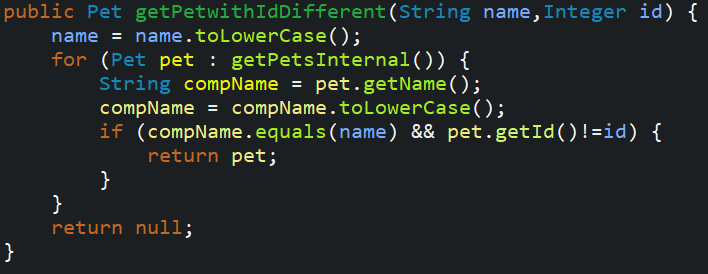 public Pet getPetwithIdDifferent(String name,Integer id) {
    name = name.toLowerCase();
    for (Pet pet : getPetsInternal()) {
        String compName = pet.getName();
        compName = compName.toLowerCase();
        if (compName.equals(name) && pet.getId()!=id) {
            return pet;
        }
    }
    return null;
}